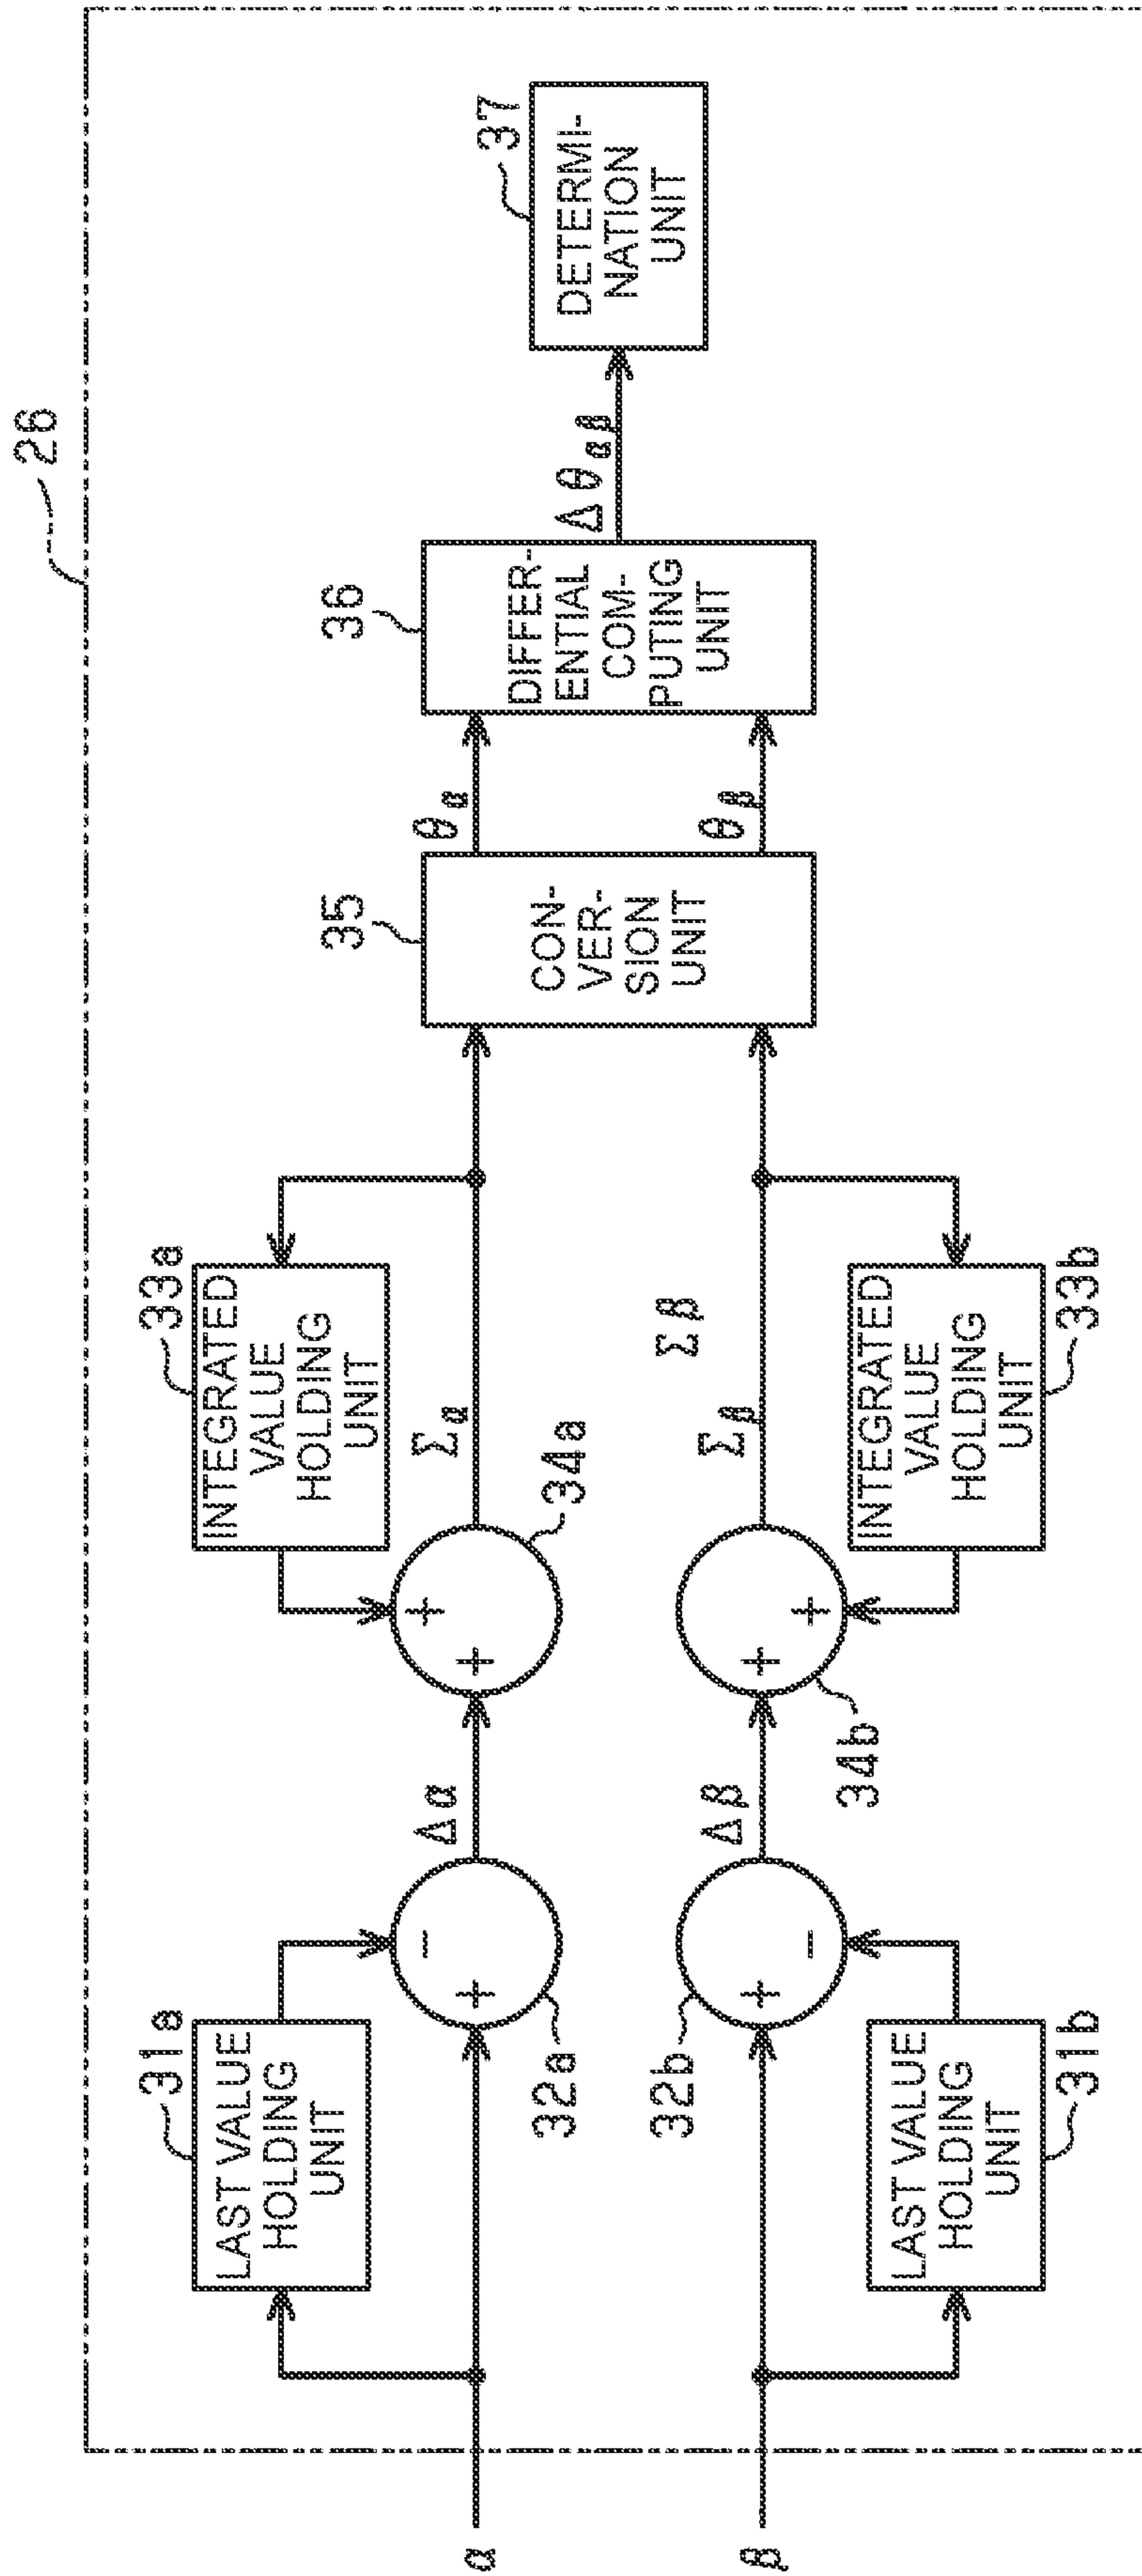 26
31a
LAST VALUE
HOLDING
UNIT
33a
INTEGRATED
VALUE
HOLDING
UNIT
35
36
37
α
+
-
32a
Δα
+
+
34a
Σα
CON-
VER-
SION
UNIT
θα
θβ
DIFFER-
ENTIAL
COM-
PUTING
UNIT
Δθαβ
DETERMI-
NATION
UNIT
β
32b
+
-
Δβ
+
+
34b
Σβ
Σβ
LAST VALUE
HOLDING
UNIT
31b
INTEGRATED
VALUE
HOLDING
UNIT
33b